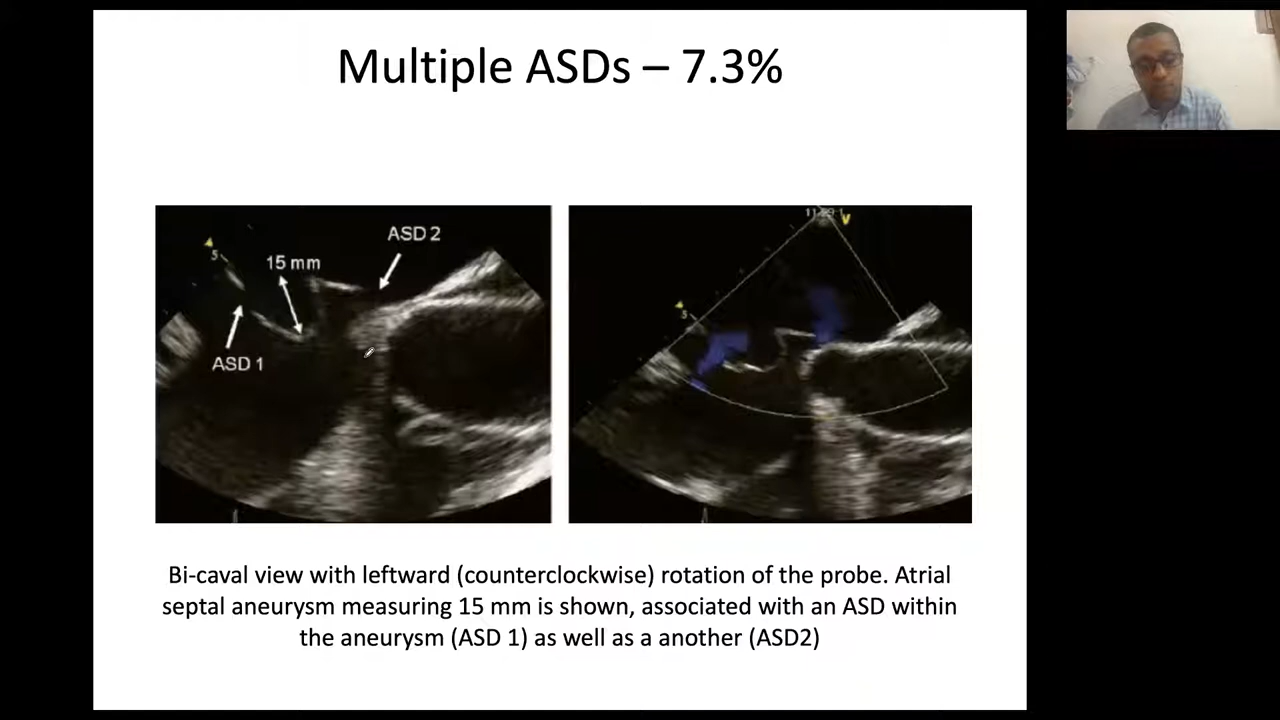 Multiple ASDs – 7.3%
ASD 2
5
15 mm
ASD 1
V
5
Bi-caval view with leftward (counterclockwise) rotation of the probe. Atrial
septal aneurysm measuring 15 mm is shown, associated with an ASD within
the aneurysm (ASD 1) as well as a another (ASD2)